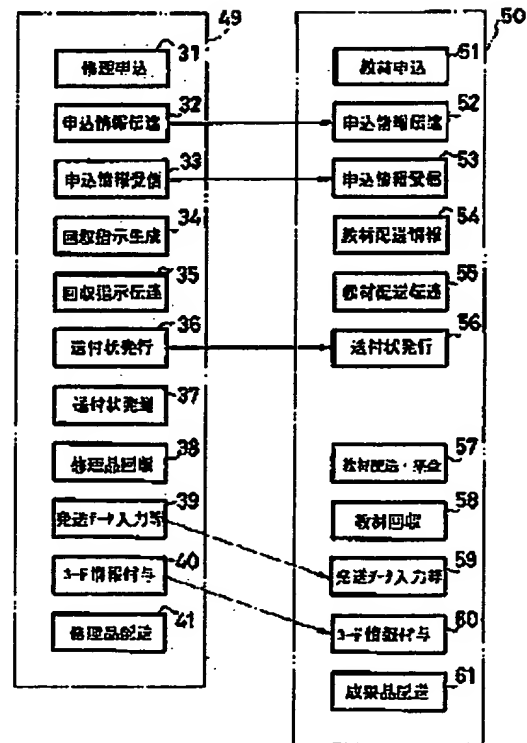 49
修理申込 31
申込情報伝達 32
申込情報受信 33
回収指示生成 34
回収指示伝達 35
送付状発行 36
送付状発送 37
修理品回収 38
発送データ入力等 39
コード情報付与 40
修理品配送 41
50
教材申込 51
申込情報伝達 52
申込情報受信 53
教材配送情報 54
教材配送伝達 55
送付状発行 56
教材配送・集金 57
教材回収 58
発送データ入力等 59
コード情報付与 60
成果品配送 61